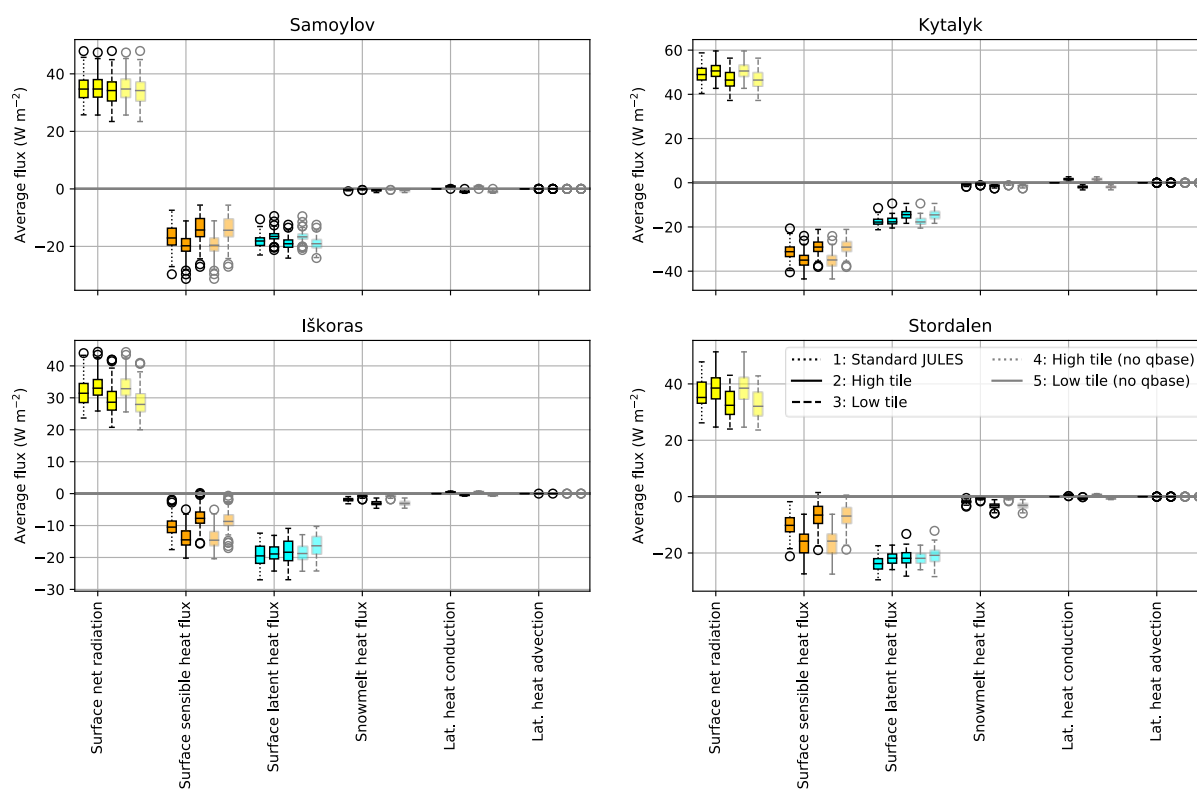 Samoylov
Kytalyk
Average flux (W m⁻²)
40
20
0
−20
Average flux (W m⁻²)
60
40
20
0
−20
−40
Iškoras
Stordalen
Average flux (W m⁻²)
40
30
20
10
0
−10
−20
−30
Average flux (W m⁻²)
40
20
0
−20
1: Standard JULES
2: High tile
3: Low tile
4: High tile (no qbase)
5: Low tile (no qbase)
Surface net radiation
Surface sensible heat flux
Surface latent heat flux
Snowmelt heat flux
Lat. heat conduction
Lat. heat advection
Surface net radiation
Surface sensible heat flux
Surface latent heat flux
Snowmelt heat flux
Lat. heat conduction
Lat. heat advection